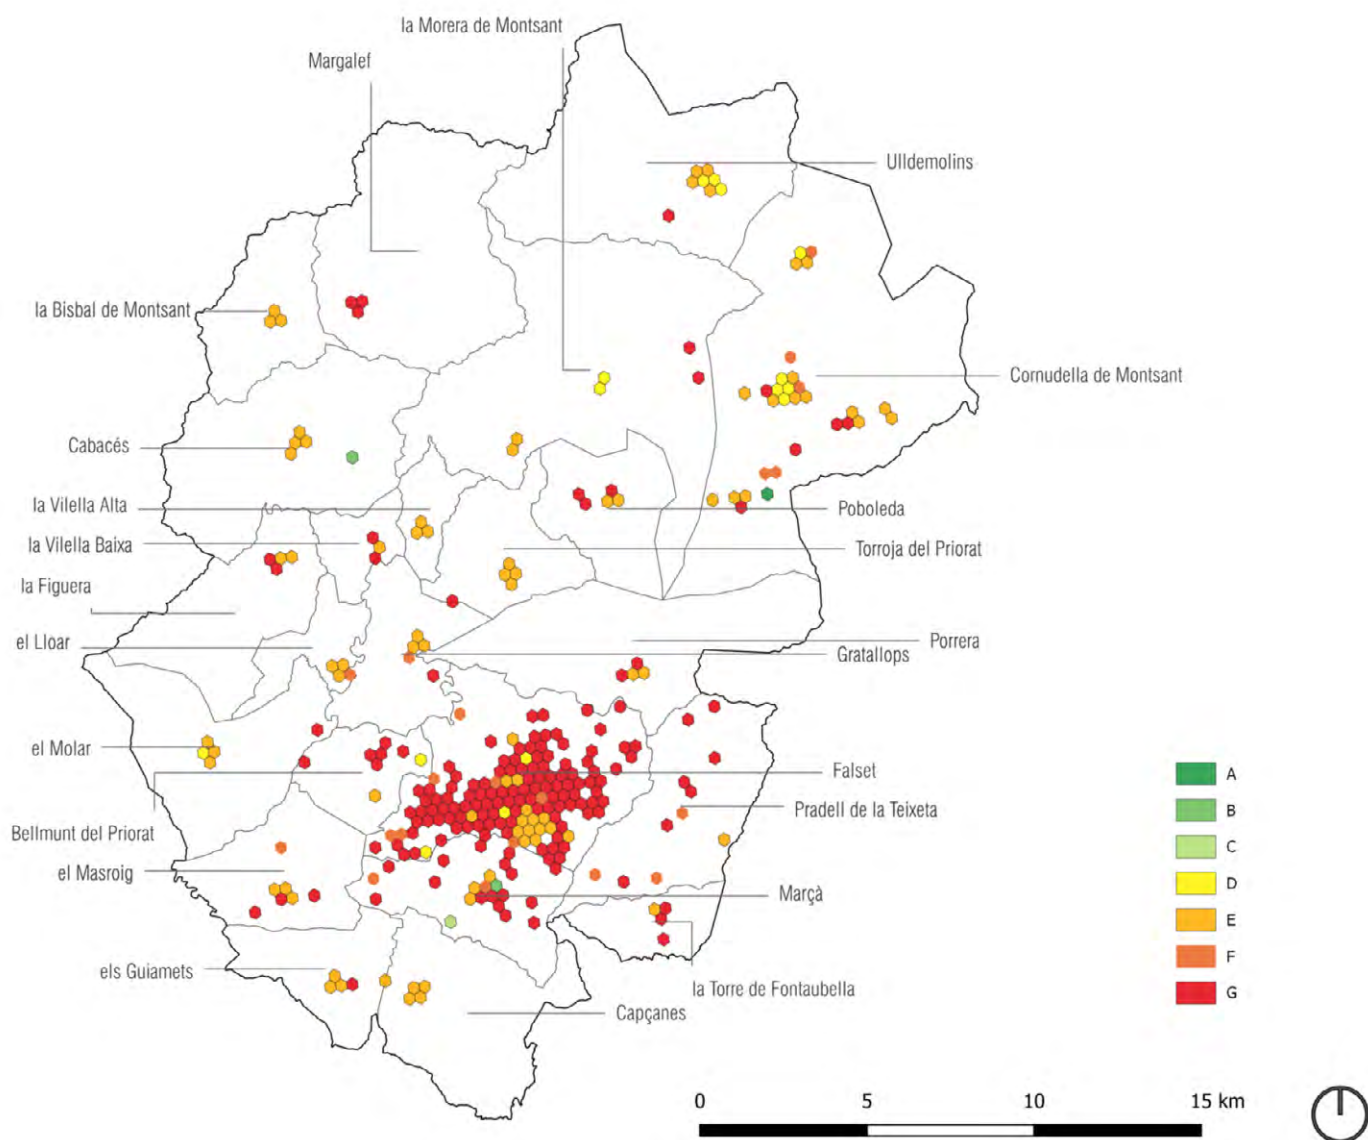 la Morera de Montsant
Margalef
Ulldemolins
la Bisbal de Montsant
Cornudella de Montsant
Cabacés
la Vilella Alta
Poboleda
la Vilella Baixa
Torroja del Priorat
la Figuera
el Lloar
Porrera
Gratallops
el Molar
Falset
A
B
Pradell de la Teixeta
Bellmunt del Priorat
C
el Masroig
D
Marçà
E
F
els Guiamets
la Torre de Fontaubella
G
Capçanes
0 5 10 15 km